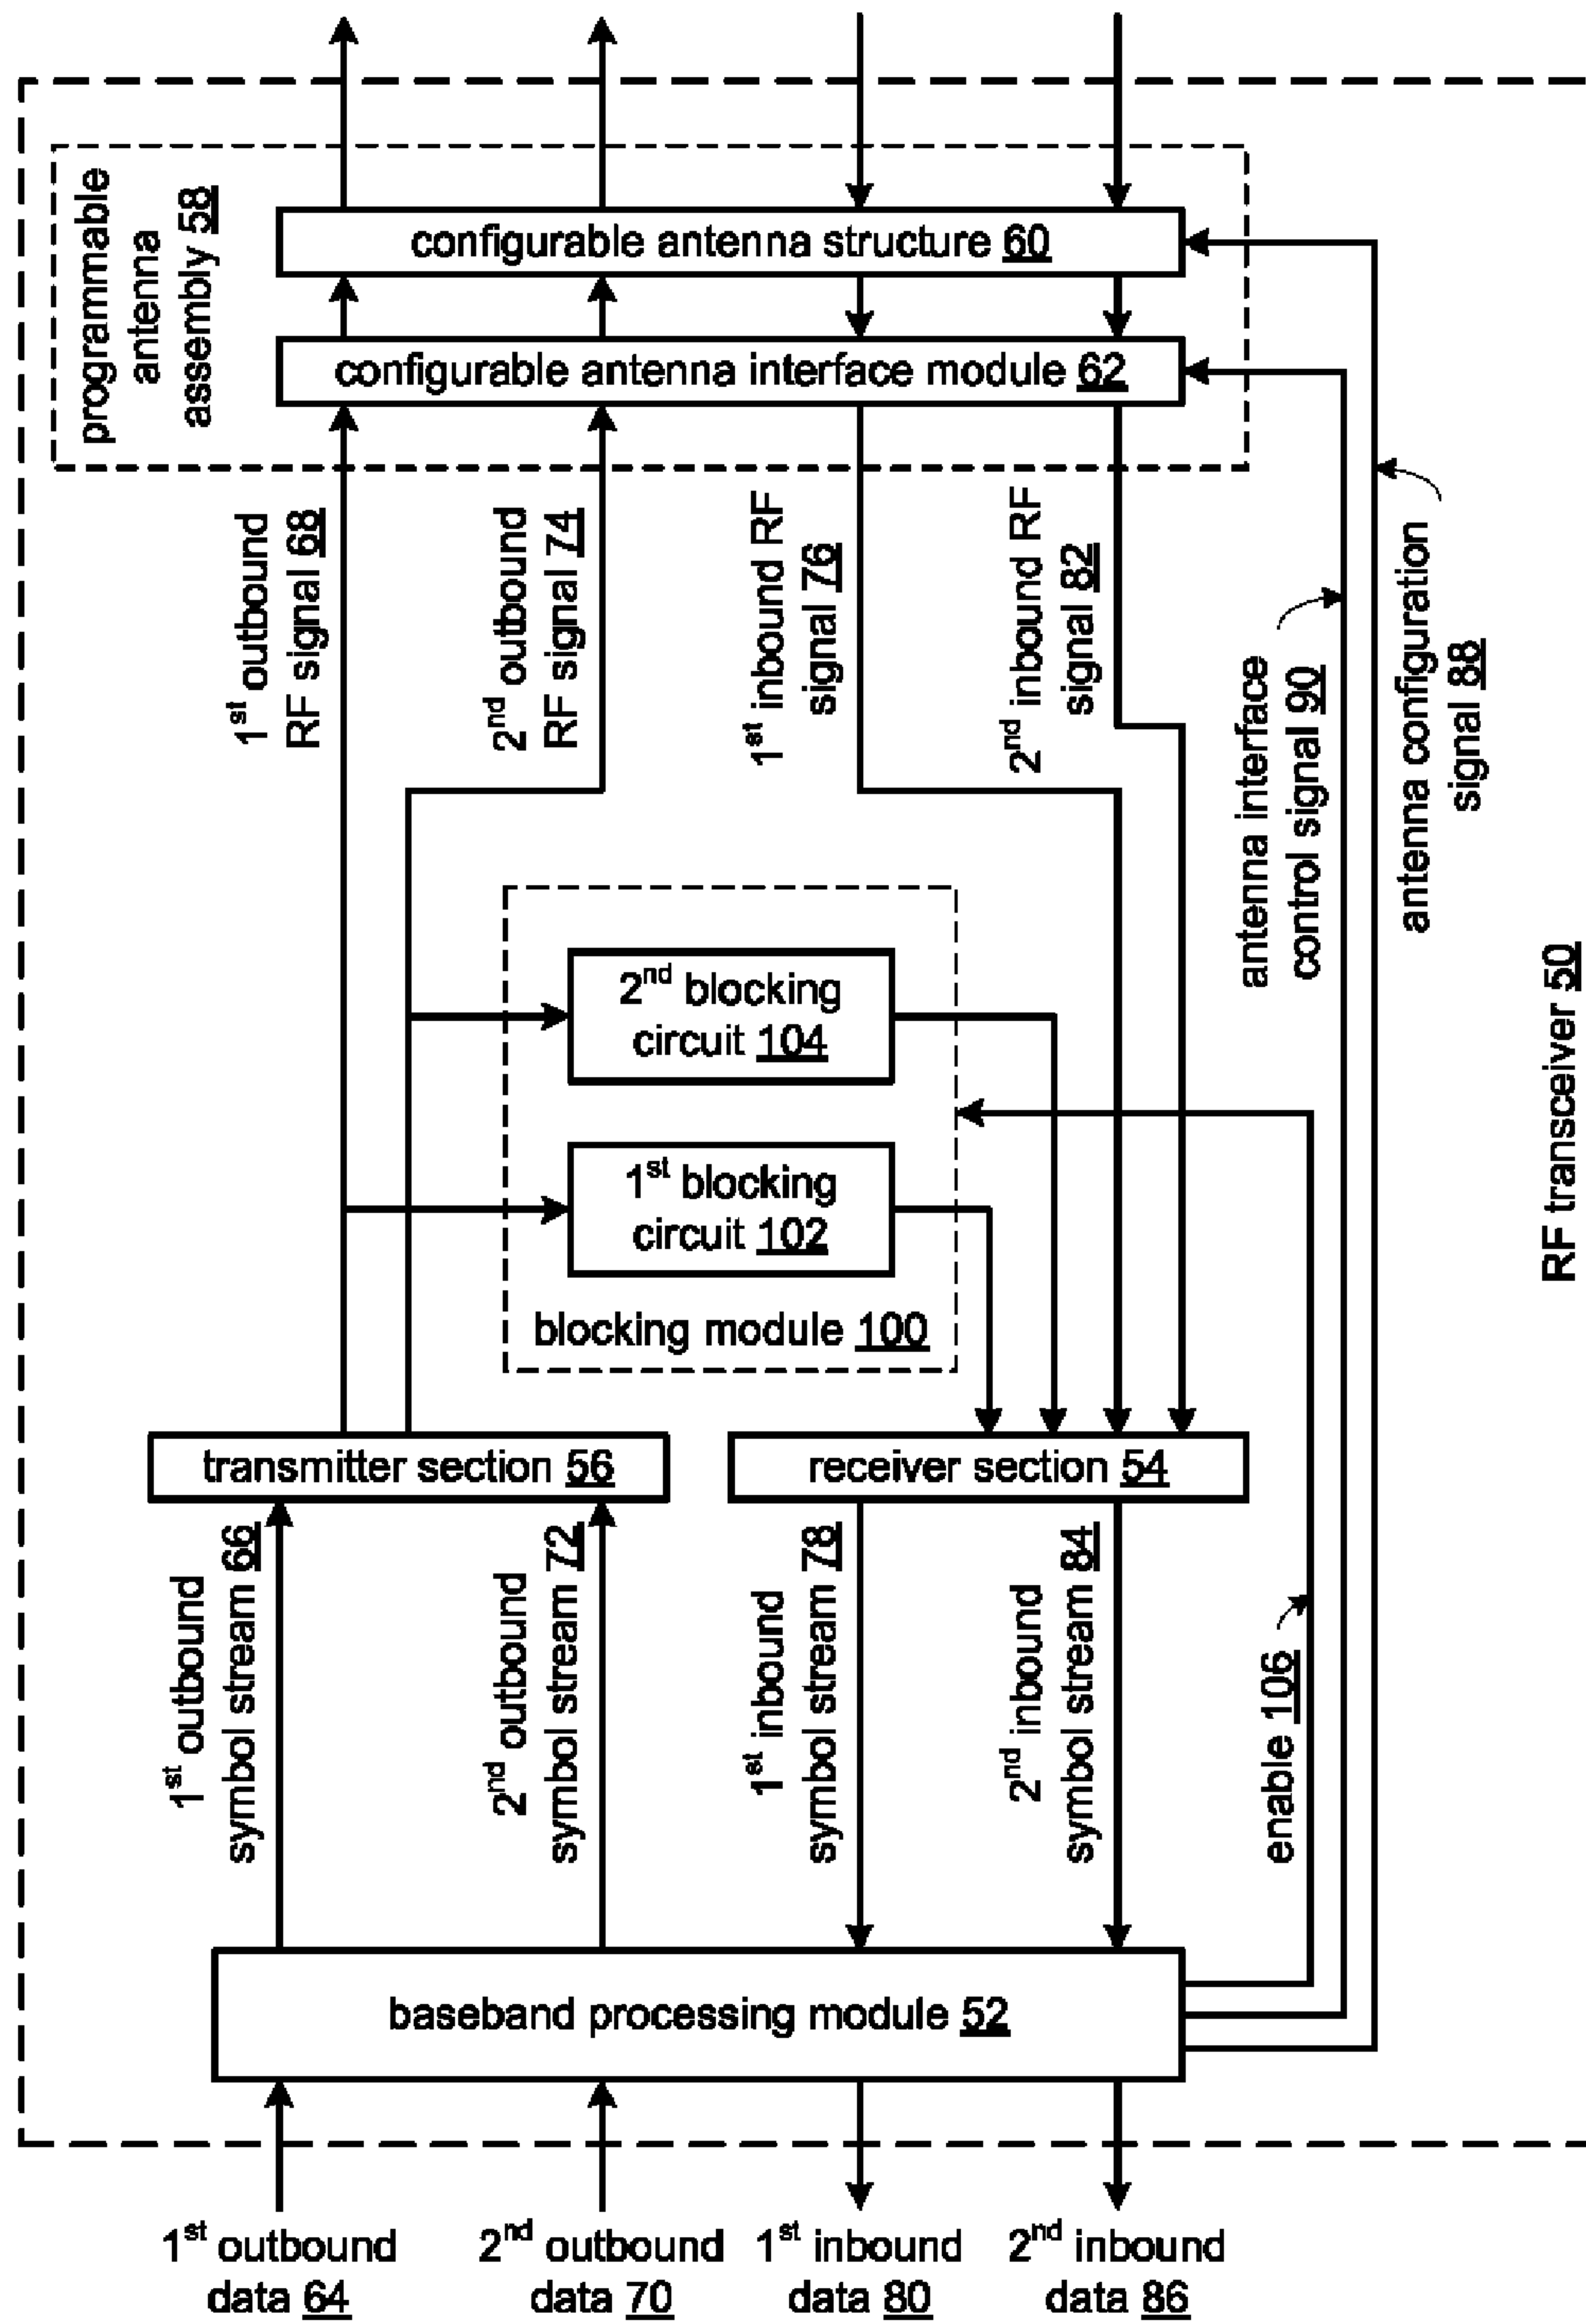 programmable
antenna
assembly 58
configurable antenna structure 60
configurable antenna interface module 62
1st outbound
RF signal 68
2nd outbound
RF signal 74
1st inbound RF
signal 76
2nd inbound RF
signal 82
antenna interface
control signal 90
antenna configuration
signal 88
2nd blocking
circuit 104
1st blocking
circuit 102
blocking module 100
RF transceiver 50
transmitter section 56
receiver section 54
1st outbound
symbol stream 66
2nd outbound
symbol stream 72
1st inbound
symbol stream 78
2nd inbound
symbol stream 84
enable 106
baseband processing module 52
1st outbound
data 64
2nd outbound
data 70
1st inbound
data 80
2nd inbound
data 86